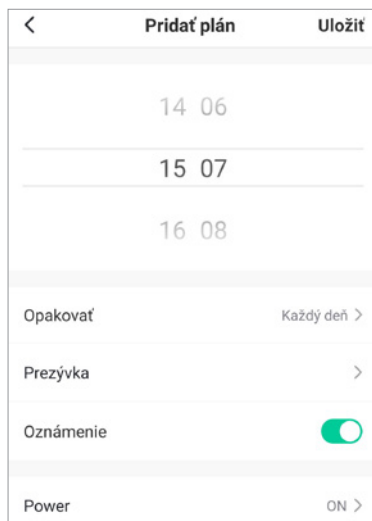 Pridať plán Uložiť
14 06
15 07
16 08
Opakovať Každý deň
Prezývka
Oznámenie
Power ON